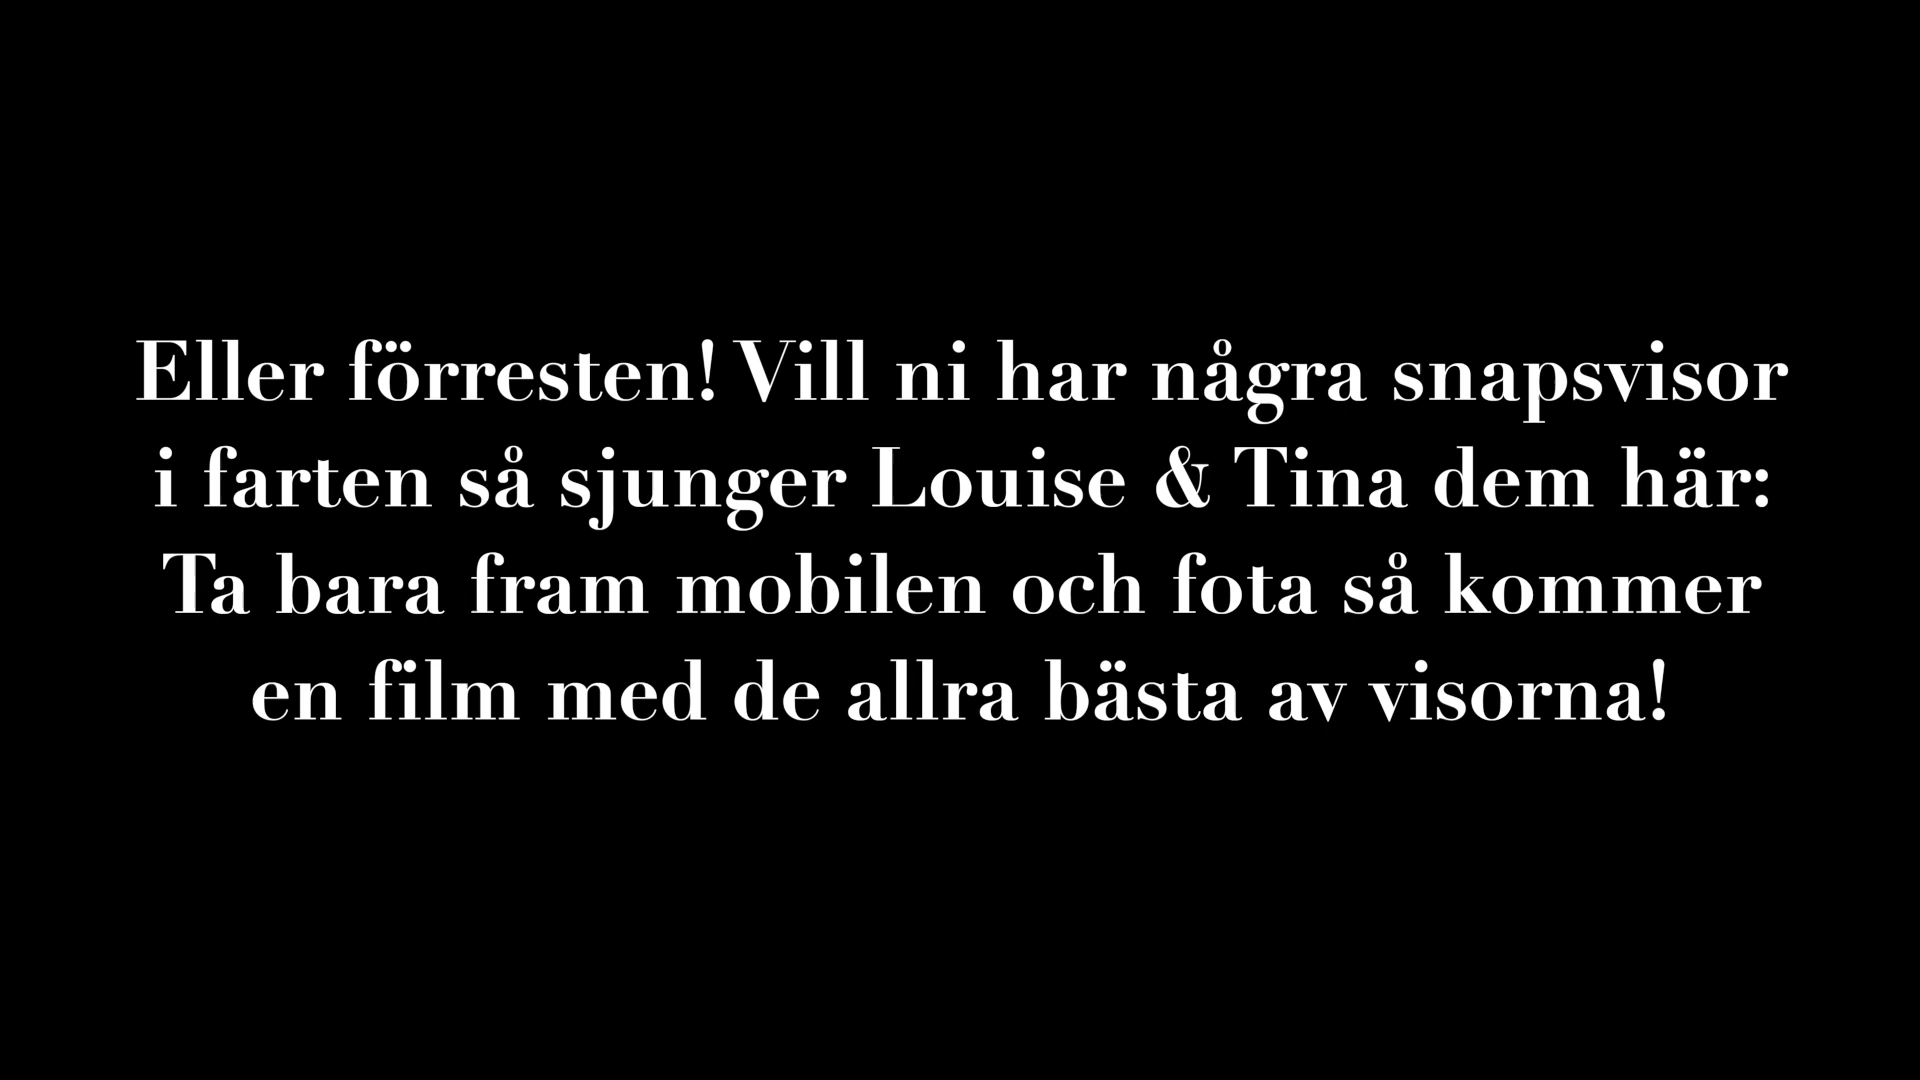 Eller förresten! Vill ni har några snapsvisor
i farten så sjunger Louise & Tina dem här:
Ta bara fram mobilen och fota så kommer
en film med de allra bästa av visorna!